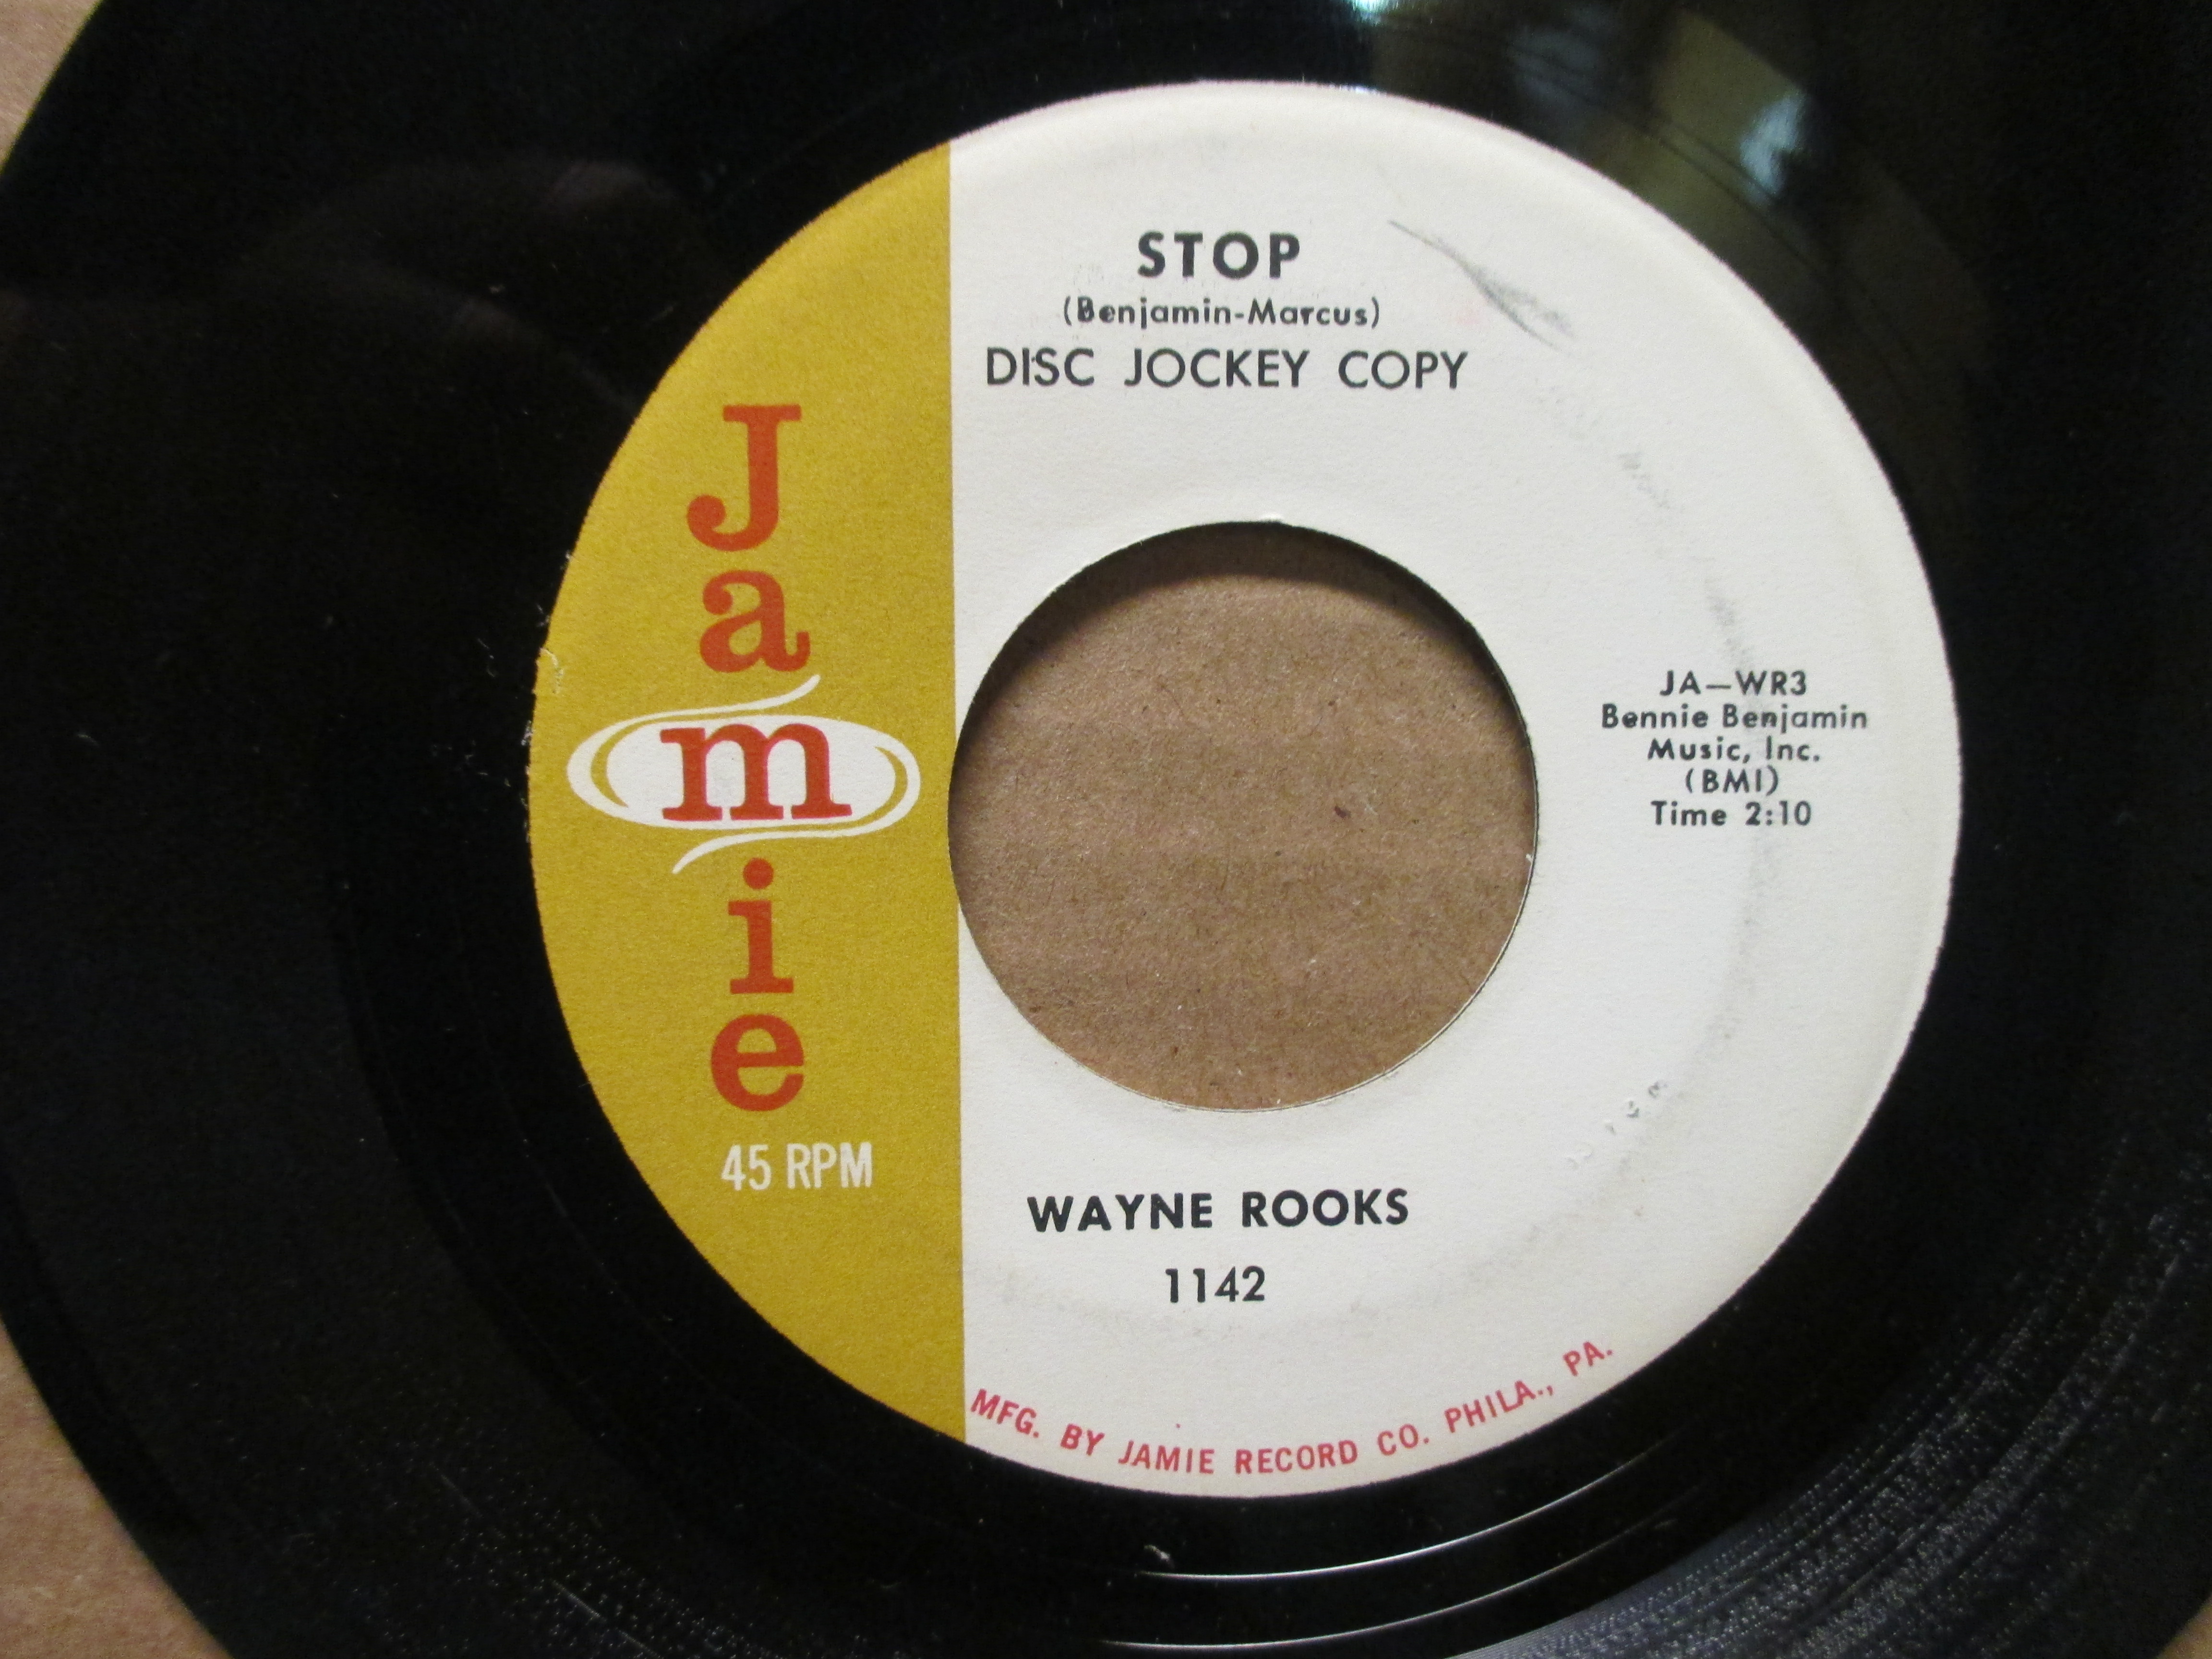 STOP
(Benjamin-Marcus)
DISC JOCKEY COPY
Jamie
45 RPM
JA-WR3
Bennie Benjamin
Music, Inc.
(BMI)
Time 2:10
WAYNE ROOKS
1142
MFG. BY JAMIE RECORD CO. PHILA., PA.